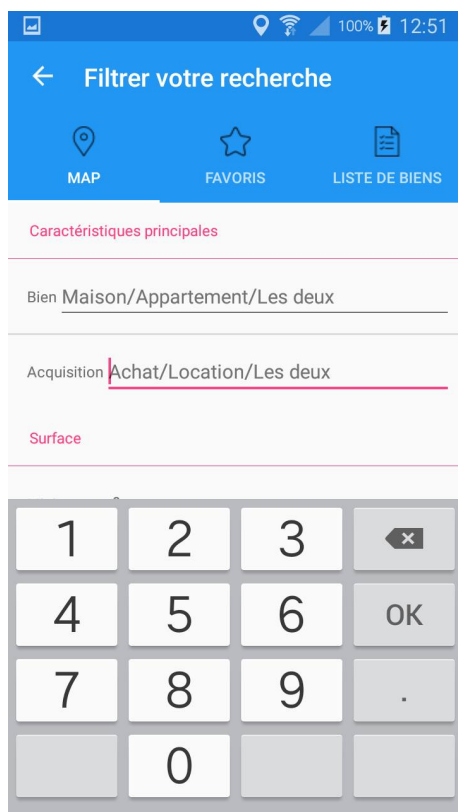 100% 12:51
Filtrer votre recherche
MAP FAVORIS LISTE DE BIENS
Caractéristiques principales
Bien Maison/Appartement/Les deux
Acquisition Achat/Location/Les deux
Surface
1 2 3
4 5 6 OK
7 8 9 .
0